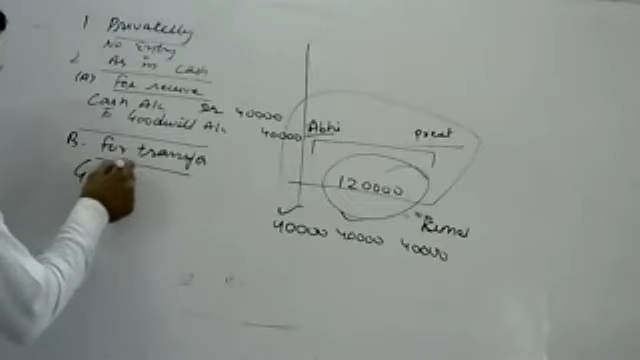 1 Privately
No Entry
2 As in Cash
(A) for receive
Cash A/c Dr 40000
To Goodwill A/c 40000
B. for transfer
G
Abhi
preet
120000
40000 40000 40000